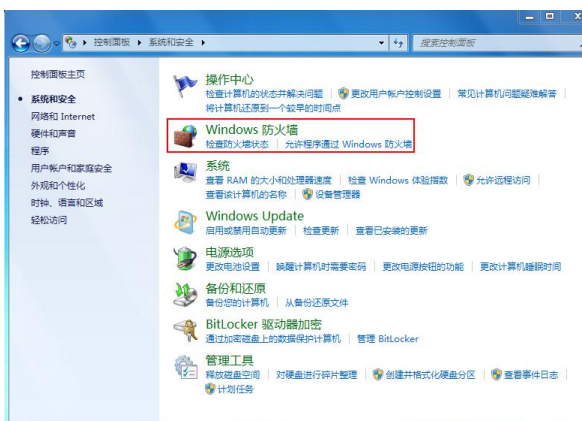 控制面板 系统和安全 搜索控制面板
控制面板主页
系统和安全
网络和 Internet
硬件和声音
程序
用户帐户和家庭安全
外观和个性化
时钟、语言和区域
轻松访问
操作中心
检查计算机的状态并解决问题 更改用户帐户控制设置 常见计算机问题疑难解答
将计算机还原到一个较早的时间点
Windows 防火墙
检查防火墙状态 允许程序通过 Windows 防火墙
系统
查看 RAM 的大小和处理器速度 检查 Windows 体验指数 允许远程访问
查看该计算机的名称 设备管理器
Windows Update
启用或禁用自动更新 检查更新 查看已安装的更新
电源选项
更改电池设置 唤醒计算机时需要密码 更改电源按钮的功能 更改计算机睡眠时间
备份和还原
备份您的计算机 从备份还原文件
BitLocker 驱动器加密
通过加密磁盘上的数据保护计算机 管理 BitLocker
管理工具
释放磁盘空间 对硬盘进行碎片整理 创建并格式化硬盘分区 查看事件日志
计划任务